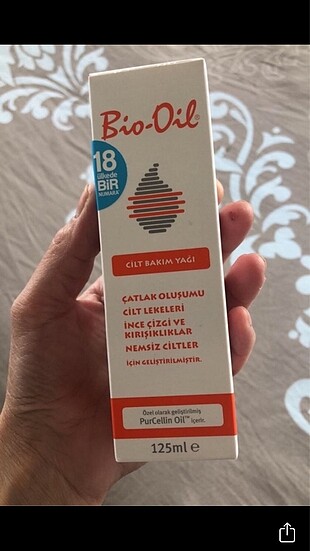 Bio-Oil®
18
ülkede
BİR
NUMARA
CİLT BAKIM YAĞI
ÇATLAK OLUŞUMU
CİLT LEKELERİ
İNCE ÇİZGİ VE
KIRIŞIKLIKLAR
NEMSİZ CİLTLER
İÇİN GELİŞTİRİLMİŞTİR.
Özel olarak geliştirilmiş
PurCellin Oil™ İçerir.
125ml e